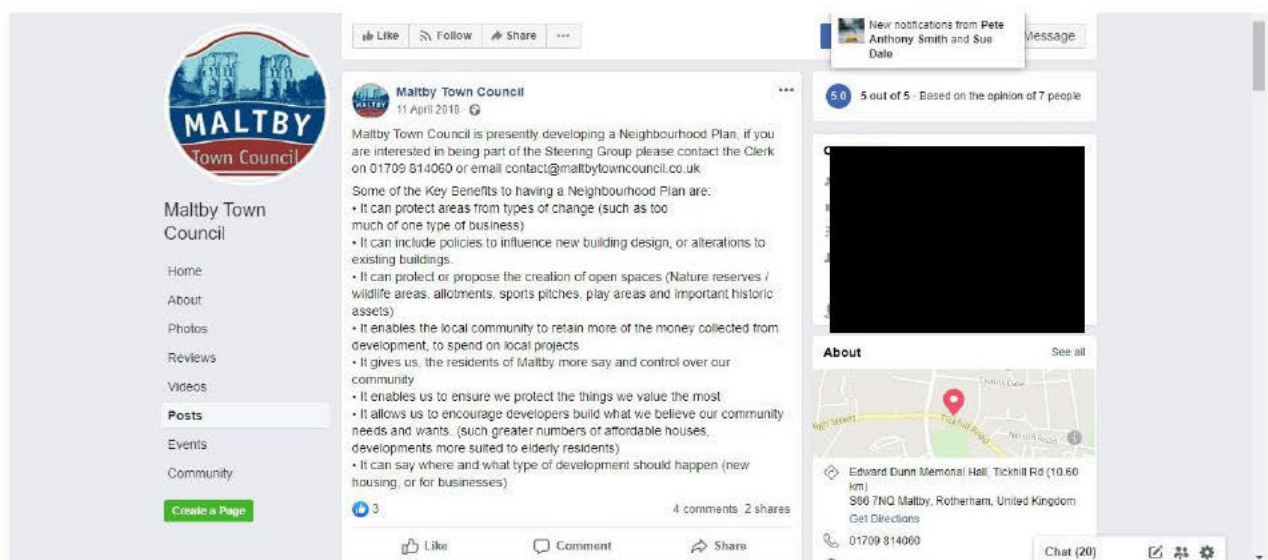 MALTBY
Town Council
Maltby Town
Council
Home
About
Photos
Reviews
Videos
Posts
Events
Community
Create a Page
Like Follow Share ...
MALTBY
Maltby Town Council
11 April 2018
Maltby Town Council is presently developing a Neighbourhood Plan, if you
are interested in being part of the Steering Group please contact the Clerk
on 01709 814060 or email contact@maltbytowncouncil.co.uk
Some of the Key Benefits to having a Neighbourhood Plan are:
• It can protect areas from types of change (such as too
much of one type of business)
• It can include policies to influence new building design, or alterations to
existing buildings.
• It can protect or propose the creation of open spaces (Nature reserves /
wildlife areas, allotments, sports pitches, play areas and important historic
assets)
• It enables the local community to retain more of the money collected from
development, to spend on local projects
• It gives us, the residents of Maltby more say and control over our
community
• It enables us to ensure we protect the things we value the most
• It allows us to encourage developers build what we believe our community
needs and wants. (such greater numbers of affordable houses,
developments more suited to elderly residents)
• It can say where and what type of development should happen (new
housing, or for businesses)
3
4 comments 2 shares
Like Comment Share
New notifications from Pete
Anthony Smith and Sue
Dale
Message
5.0 5 out of 5 · Based on the opinion of 7 people
About See all
Tickhill Road
Nelson Road
Edward Dunn Memorial Hall, Tickhill Rd (10.60
km)
S66 7NQ Maltby, Rotherham, United Kingdom
Get Directions
01709 814060
Chat (20)